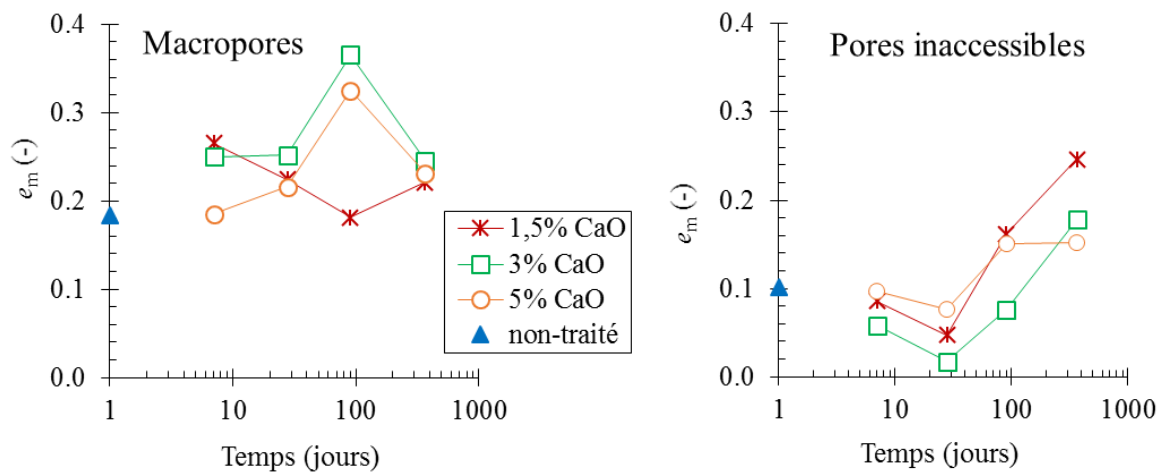 Macropores
0.4
0.3
0.2
0.1
0.0
em (-)
1
10
100
1000
Temps (jours)
1,5% CaO
3% CaO
5% CaO
non-traité
Pores inaccessibles
0.4
0.3
0.2
0.1
0.0
em (-)
1
10
100
1000
Temps (jours)